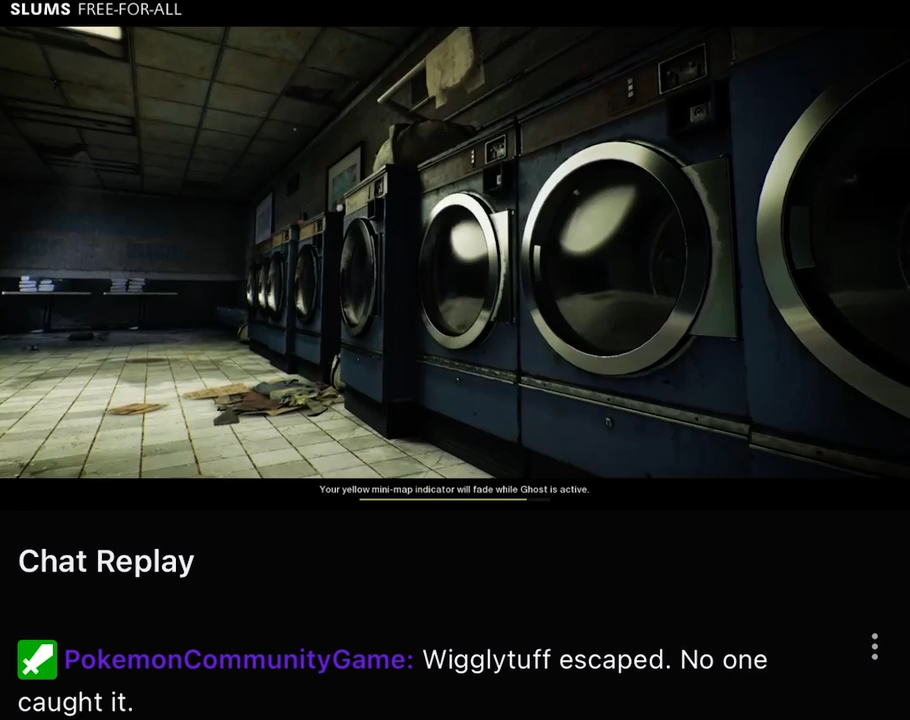 SLUMS FREE-FOR-ALL
Your yellow mini-map indicator will fade while Ghost is active.
Chat Replay
PokemonCommunityGame: Wigglytuff escaped. No one
caught it.